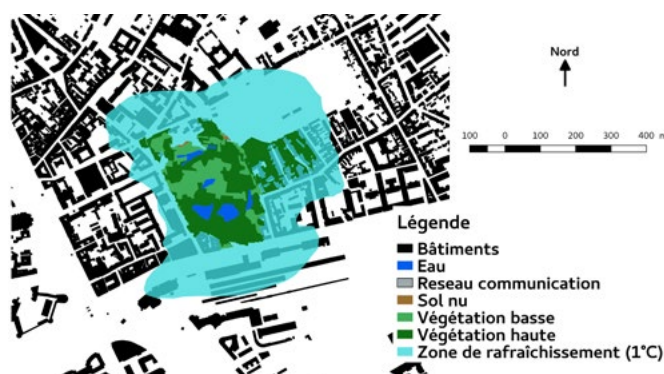 Nord
100 0 100 200 300 400 m
Légende
Bâtiments
Eau
Reseau communication
Sol nu
Végétation basse
Végétation haute
Zone de rafraîchissement (1°C)